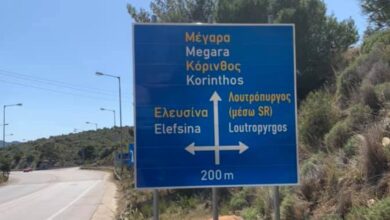 Μέγαρα
Megara
Κόρινθος
Korinthos
Ελευσίνα
Elefsina
Λουτρόπυργος
(μέσω SR)
Loutropyrgos
200 m